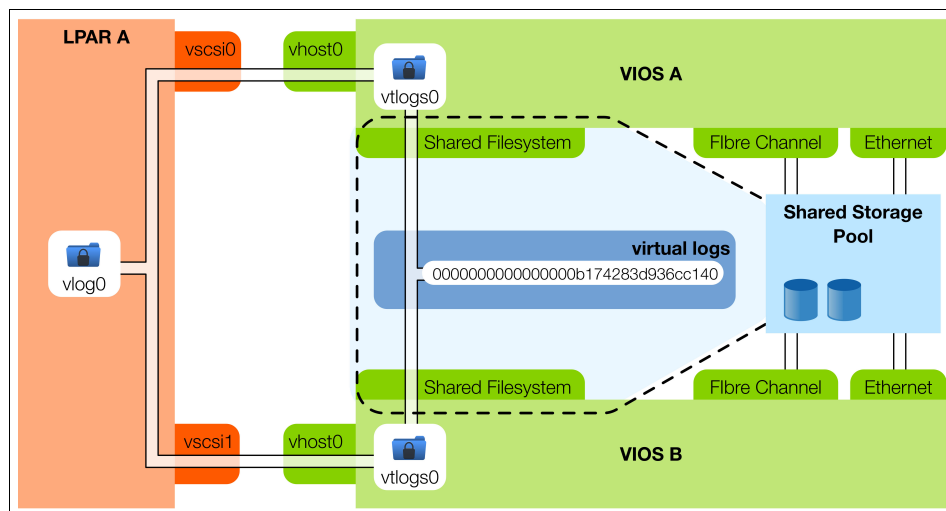 LPAR A
vscsi0
vhost0
vtlogs0
VIOS A
Shared Filesystem
FIbre Channel
Ethernet
Shared Storage
Pool
virtual logs
0000000000000000b174283d936cc140
vlog0
Shared Filesystem
FIbre Channel
Ethernet
vscsi1
vhost0
vtlogs0
VIOS B